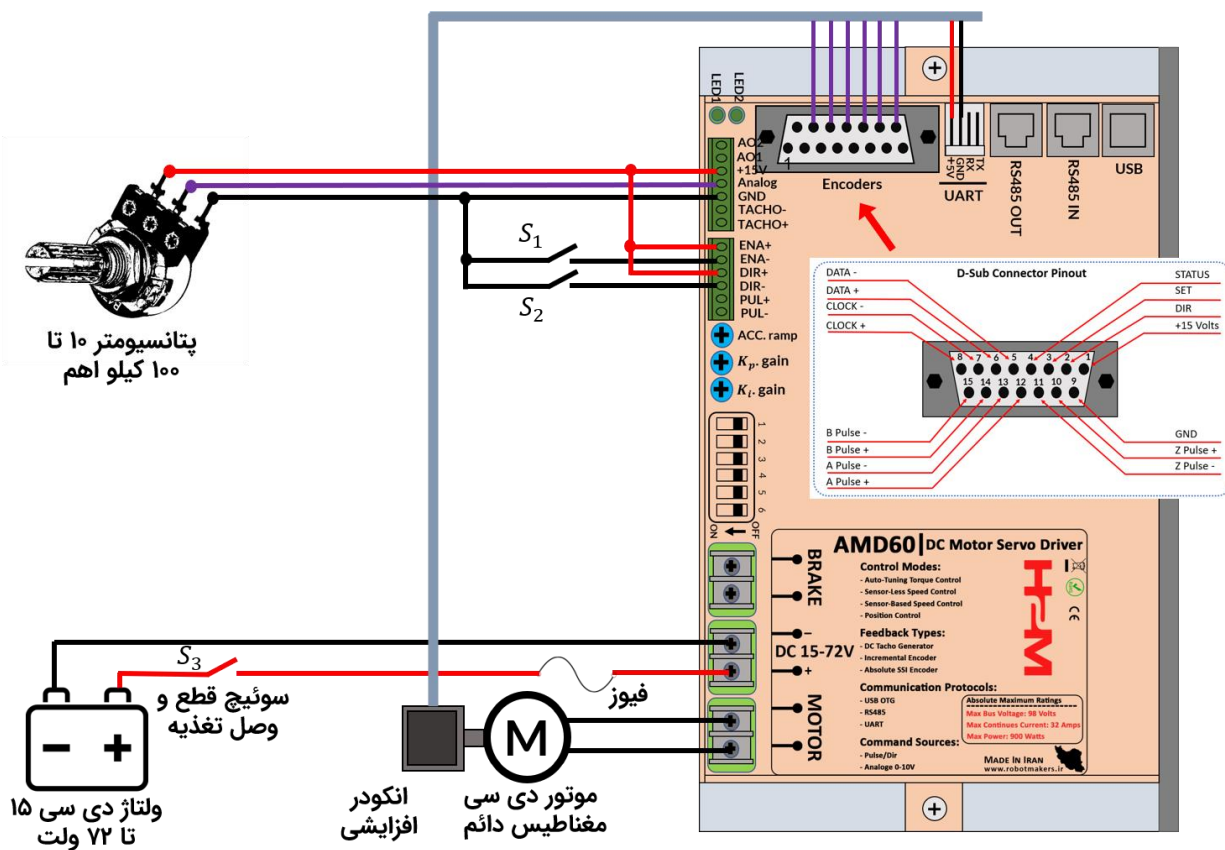 LED1
LED2
AO2
AO1
+15V
Analog
GND
TACHO-
TACHO+
ENA+
ENA-
DIR+
DIR-
PUL+
PUL-
ACC. ramp
Kp. gain
Ki. gain
1
2
3
4
5
6
ON ← OFF
1
Encoders
TX
RX
GND
+5V
UART
RS485 OUT
RS485 IN
USB
S1
S2
پتانسیومتر ۱۰ تا
۱۰۰ کیلو اهم
D-Sub Connector Pinout
DATA -
DATA +
CLOCK -
CLOCK +
STATUS
SET
DIR
+15 Volts
8 7 6 5 4 3 2 1
15 14 13 12 11 10 9
B Pulse -
B Pulse +
A Pulse -
A Pulse +
GND
Z Pulse +
Z Pulse -
BRAKE
DC 15-72V
−
+
MOTOR
AMD60 | DC Motor Servo Driver
Control Modes:
- Auto-Tuning Torque Control
- Sensor-Less Speed Control
- Sensor-Based Speed Control
- Position Control
Feedback Types:
- DC Tacho Generator
- Incremental Encoder
- Absolute SSI Encoder
Communication Protocols:
- USB OTG
- RS485
- UART
Command Sources:
- Pulse/Dir
- Analoge 0-10V
CE
Absolute Maximum Ratings
Max Bus Voltage: 98 Volts
Max Continues Current: 32 Amps
Max Power: 900 Watts
MADE IN IRAN
www.robotmakers.ir
S3
سوئیچ قطع و
وصل تغذیه
فیوز
M
− +
ولتاژ دی سی ۱۵
تا ۷۲ ولت
انکودر
افزایشی
موتور دی سی
مغناطیس دائم